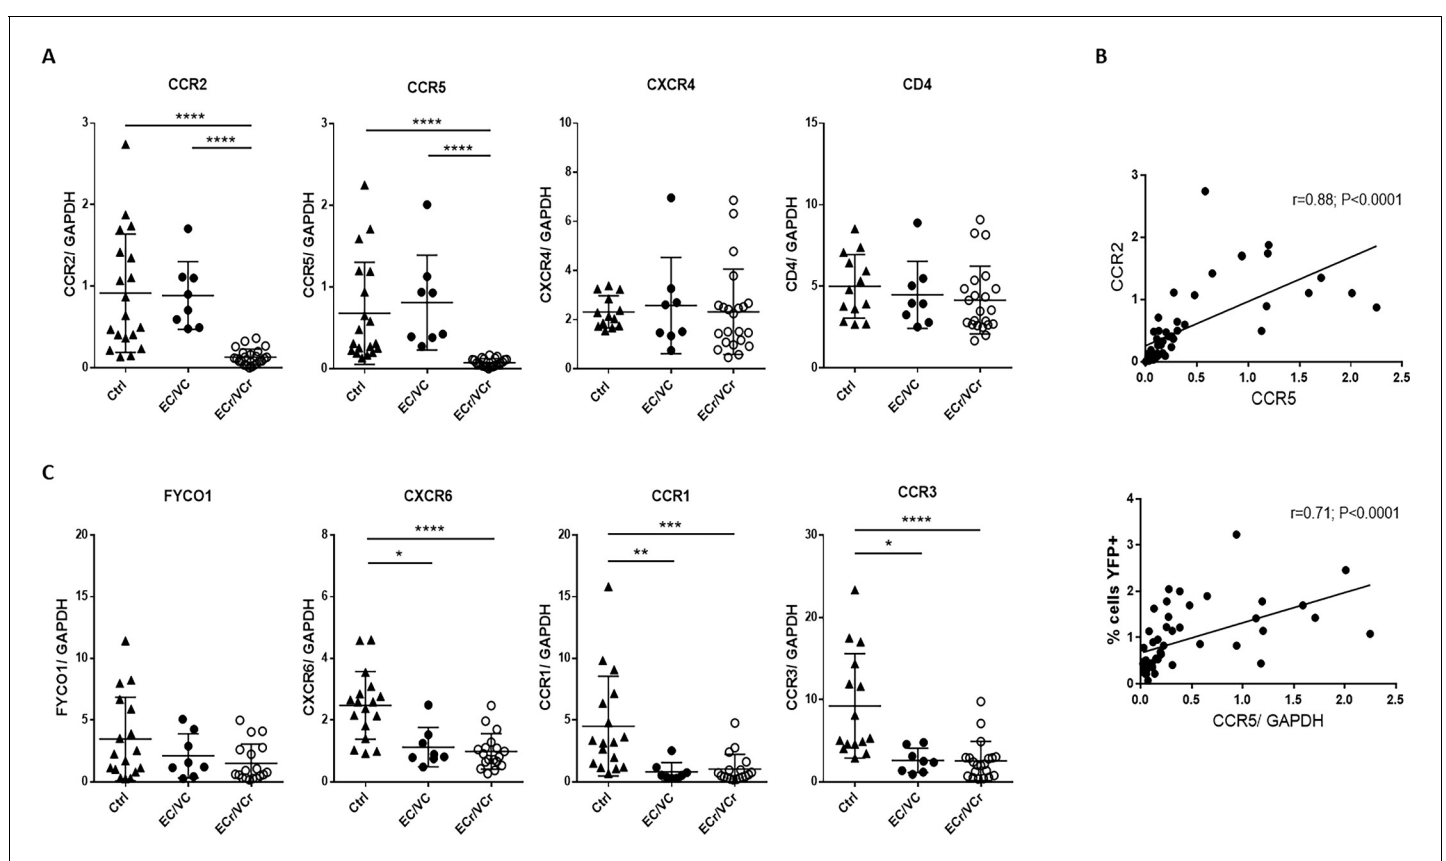 A
B
CCR2
CCR5
CXCR4
CD4
****
****
****
****
CCR2/ GAPDH
3
2
1
0
Ctrl
EC/VC
ECr/VCr
CCR5/ GAPDH
3
2
1
0
Ctrl
EC/VC
ECr/VCr
CXCR4/ GAPDH
10
8
6
4
2
0
Ctrl
EC/VC
ECr/VCr
CD4/ GAPDH
15
10
5
0
Ctrl
EC/VC
ECr/VCr
r=0.88; P<0.0001
CCR2
3
2
1
0
0.0
0.5
1.0
1.5
2.0
2.5
CCR5
C
FYCO1
CXCR6
CCR1
CCR3
FYCO1/ GAPDH
20
15
10
5
0
Ctrl
EC/VC
ECr/VCr
****
*
CXCR6/ GAPDH
8
6
4
2
0
Ctrl
EC/VC
ECr/VCr
***
**
CCR1/ GAPDH
20
15
10
5
0
Ctrl
EC/VC
ECr/VCr
****
*
CCR3/ GAPDH
30
20
10
0
Ctrl
EC/VC
ECr/VCr
r=0.71; P<0.0001
% cells YFP+
4
3
2
1
0
0.0
0.5
1.0
1.5
2.0
2.5
CCR5/ GAPDH